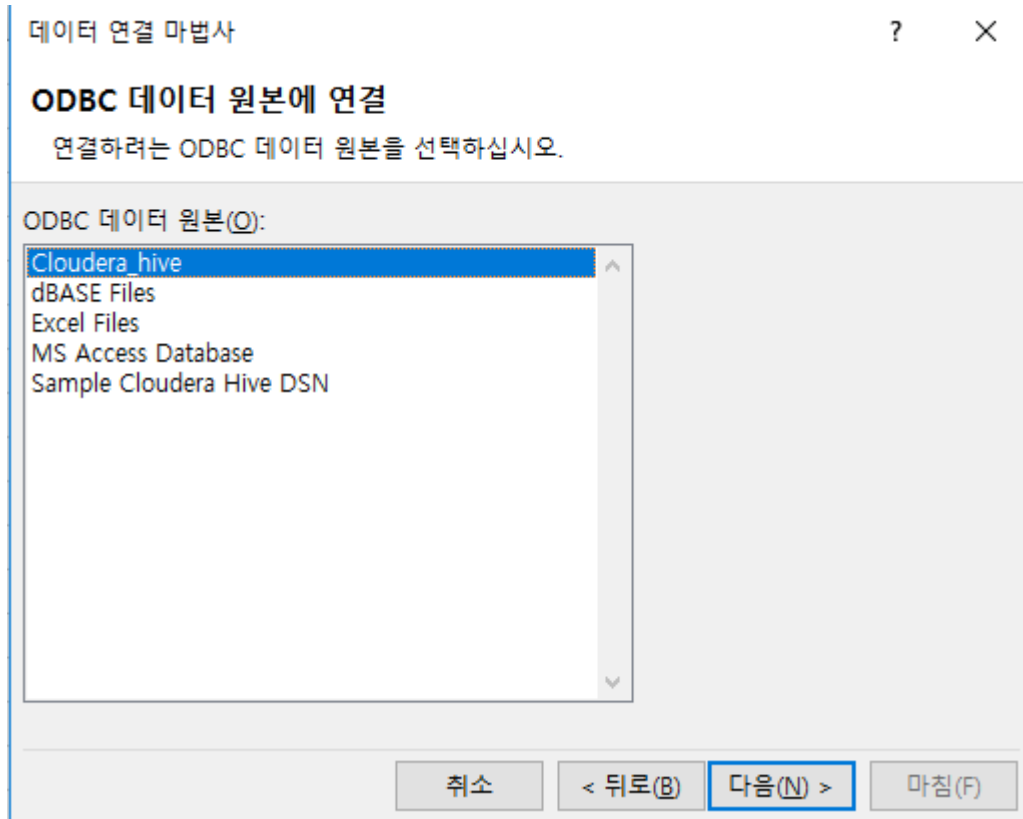 데이터 연결 마법사 ?
ODBC 데이터 원본에 연결
연결하려는 ODBC 데이터 원본을 선택하십시오.
ODBC 데이터 원본(O):
Cloudera_hive
dBASE Files
Excel Files
MS Access Database
Sample Cloudera Hive DSN
취소 < 뒤로(B) 다음(N) > 마침(F)